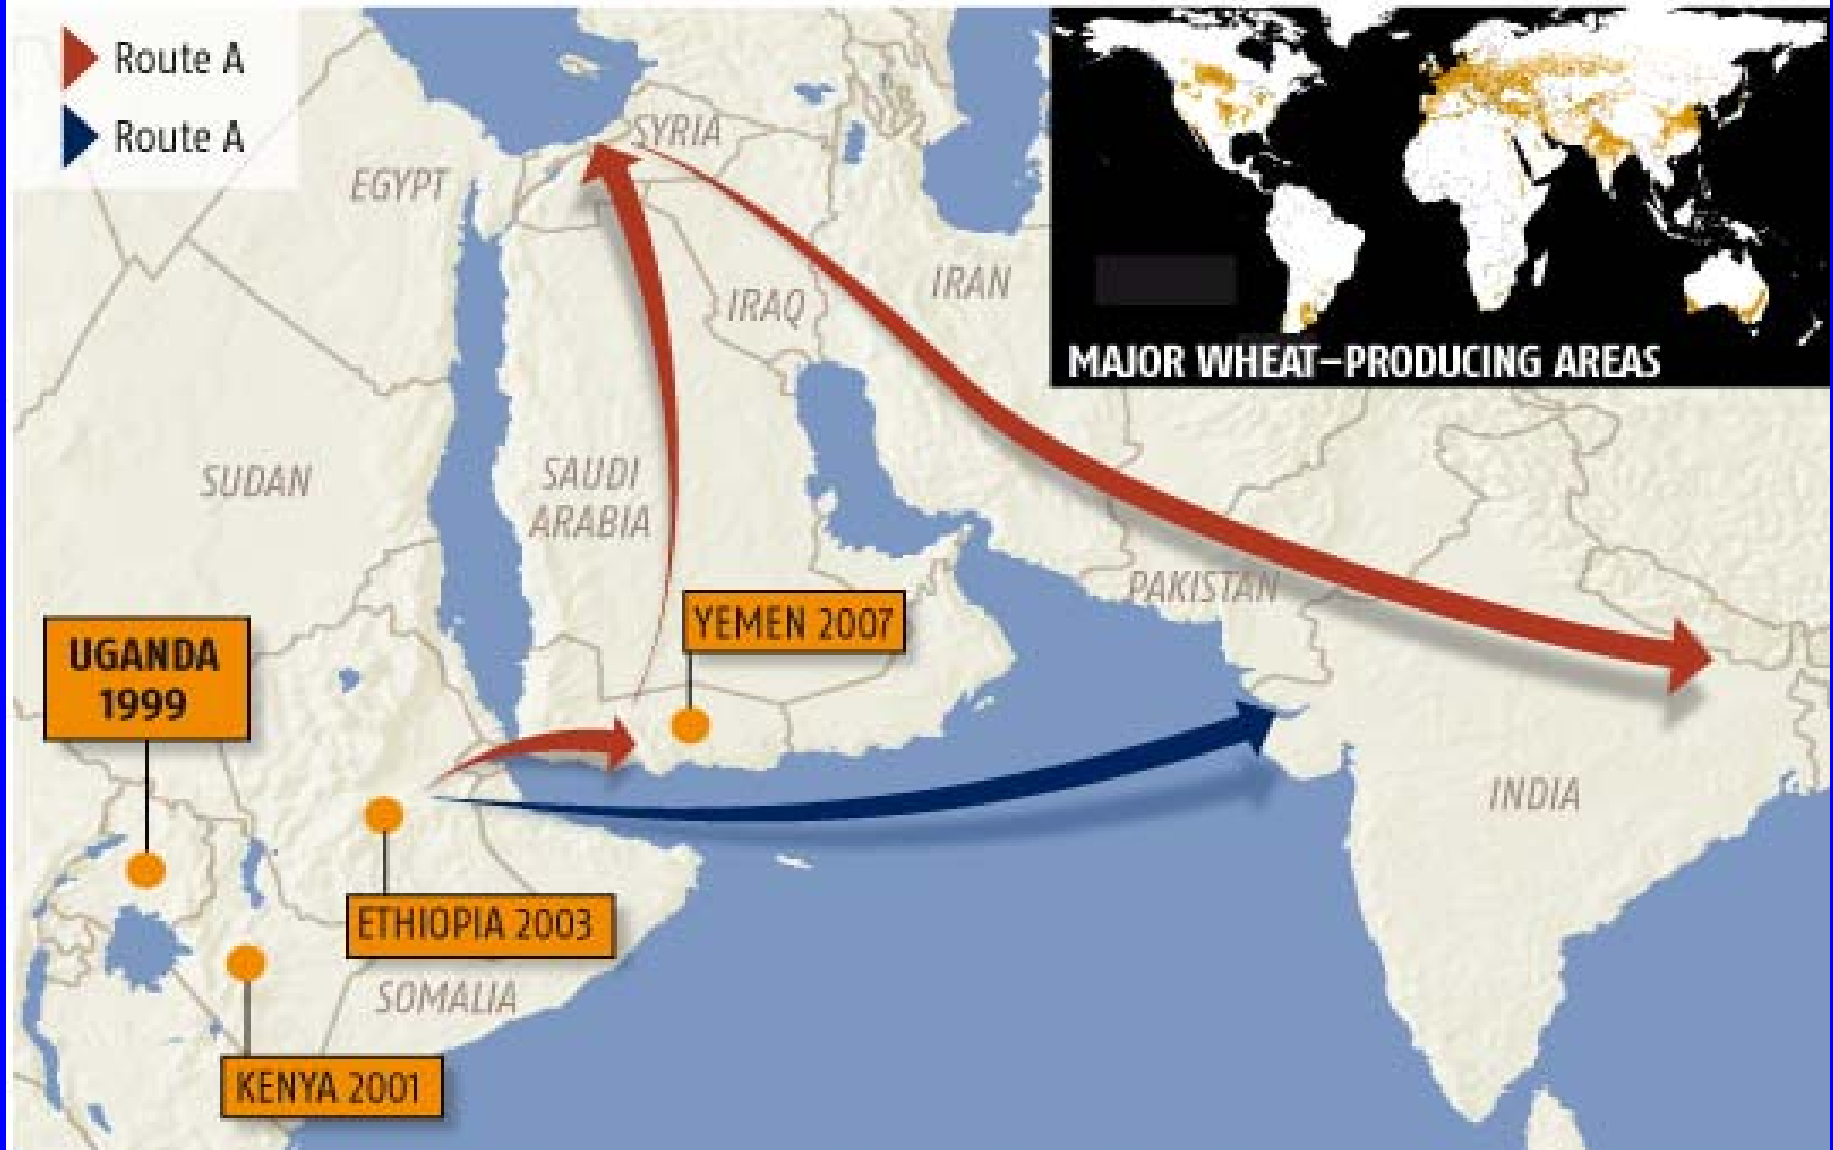 Route A
Route A
SYRIA
EGYPT
IRAQ
IRAN
MAJOR WHEAT–PRODUCING AREAS
SUDAN
SAUDI
ARABIA
PAKISTAN
YEMEN 2007
UGANDA
1999
INDIA
ETHIOPIA 2003
SOMALIA
KENYA 2001